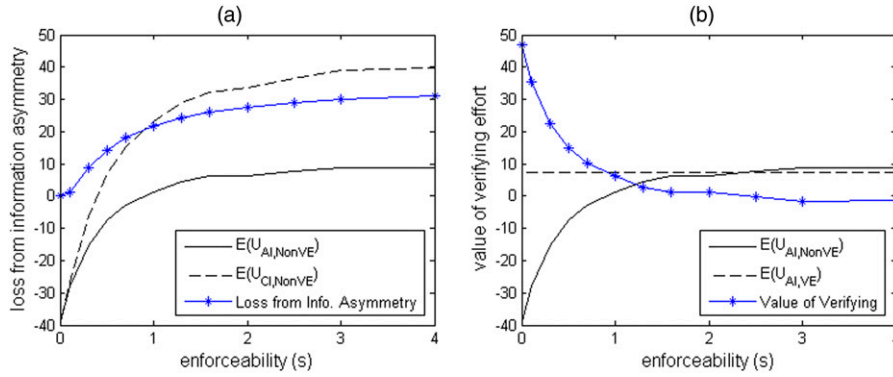 (a)
loss from information asymmetry
50
40
30
20
10
0
-10
-20
-30
-40
0
1
2
3
4
enforceability (s)
E(U_AI,NonVE)
E(U_CI,NonVE)
Loss from Info. Asymmetry
(b)
value of verifying effort
50
40
30
20
10
0
-10
-20
-30
-40
0
1
2
3
4
enforceability (s)
E(U_AI,NonVE)
E(U_AI,VE)
Value of Verifying